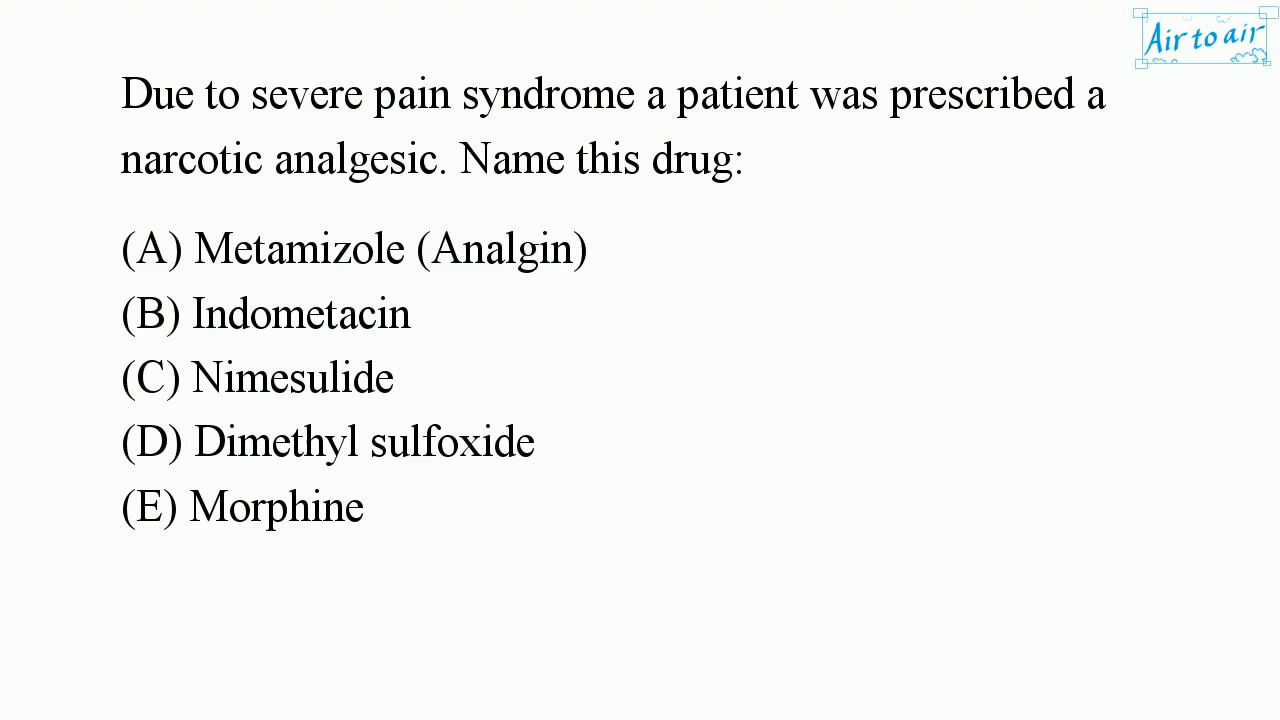 Air to air
Due to severe pain syndrome a patient was prescribed a
narcotic analgesic. Name this drug:
(A) Metamizole (Analgin)
(B) Indometacin
(C) Nimesulide
(D) Dimethyl sulfoxide
(E) Morphine